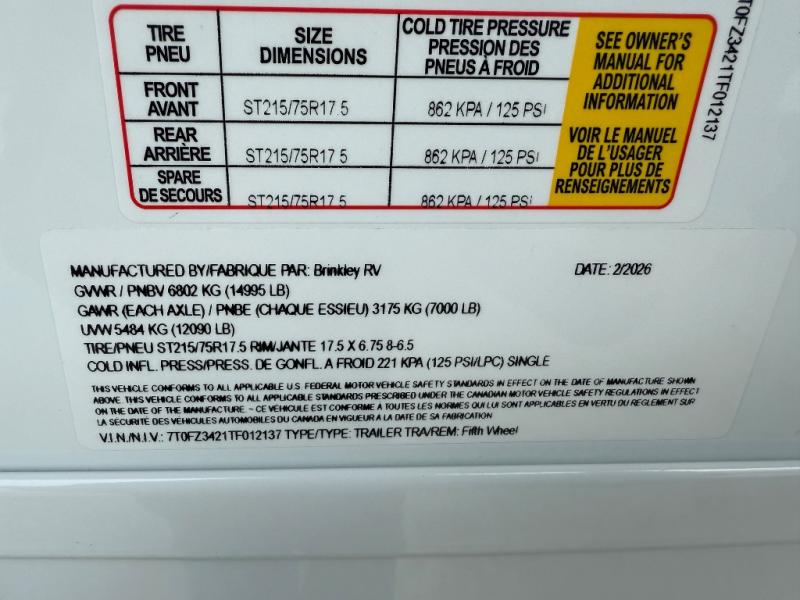 TIRE PNEU
SIZE DIMENSIONS
COLD TIRE PRESSURE PRESSION DES PNEUS À FROID
SEE OWNER'S MANUAL FOR ADDITIONAL INFORMATION
VOIR LE MANUEL DE L'USAGER POUR PLUS DE RENSEIGNEMENTS
FRONT AVANT ST215/75R17.5 862 KPA / 125 PSI
REAR ARRIÈRE ST215/75R17.5 862 KPA / 125 PSI
SPARE DE SECOURS ST215/75R17.5 862 KPA / 125 PSI
T0FZ3421TF012137
MANUFACTURED BY/FABRIQUE PAR: Brinkley RV DATE: 2/2026
GVWR / PNBV 6802 KG (14995 LB)
GAWR (EACH AXLE) / PNBE (CHAQUE ESSIEU) 3175 KG (7000 LB)
UVW 5484 KG (12090 LB)
TIRE/PNEU ST215/75R17.5 RIM/JANTE 17.5 X 6.75 8-6.5
COLD INFL. PRESS/PRESS. DE GONFL. A FROID 221 KPA (125 PSI/LPC) SINGLE
THIS VEHICLE CONFORMS TO ALL APPLICABLE U.S. FEDERAL MOTOR VEHICLE SAFETY STANDARDS IN EFFECT ON THE DATE OF MANUFACTURE SHOWN
ABOVE. THIS VEHICLE CONFORMS TO ALL APPLICABLE STANDARDS PRESCRIBED UNDER THE CANADIAN MOTOR VEHICLE SAFETY REGULATIONS IN EFFECT
ON THE DATE OF THE MANUFACTURE ~ CE VEHICULE EST CONFORME A TOUTES LES NORMES QUI LUI SONT APPLICABLES EN VERTU DU REGLEMENT SUR
LA SECURITE DES VEHICULES AUTOMOBILES DU CANADA EN VIGUEUR A LA DATE DE SA FABRICATION
V.I.N./N.I.V.: 7T0FZ3421TF012137 TYPE/TYPE: TRAILER TRA/REM: Fifth Wheel